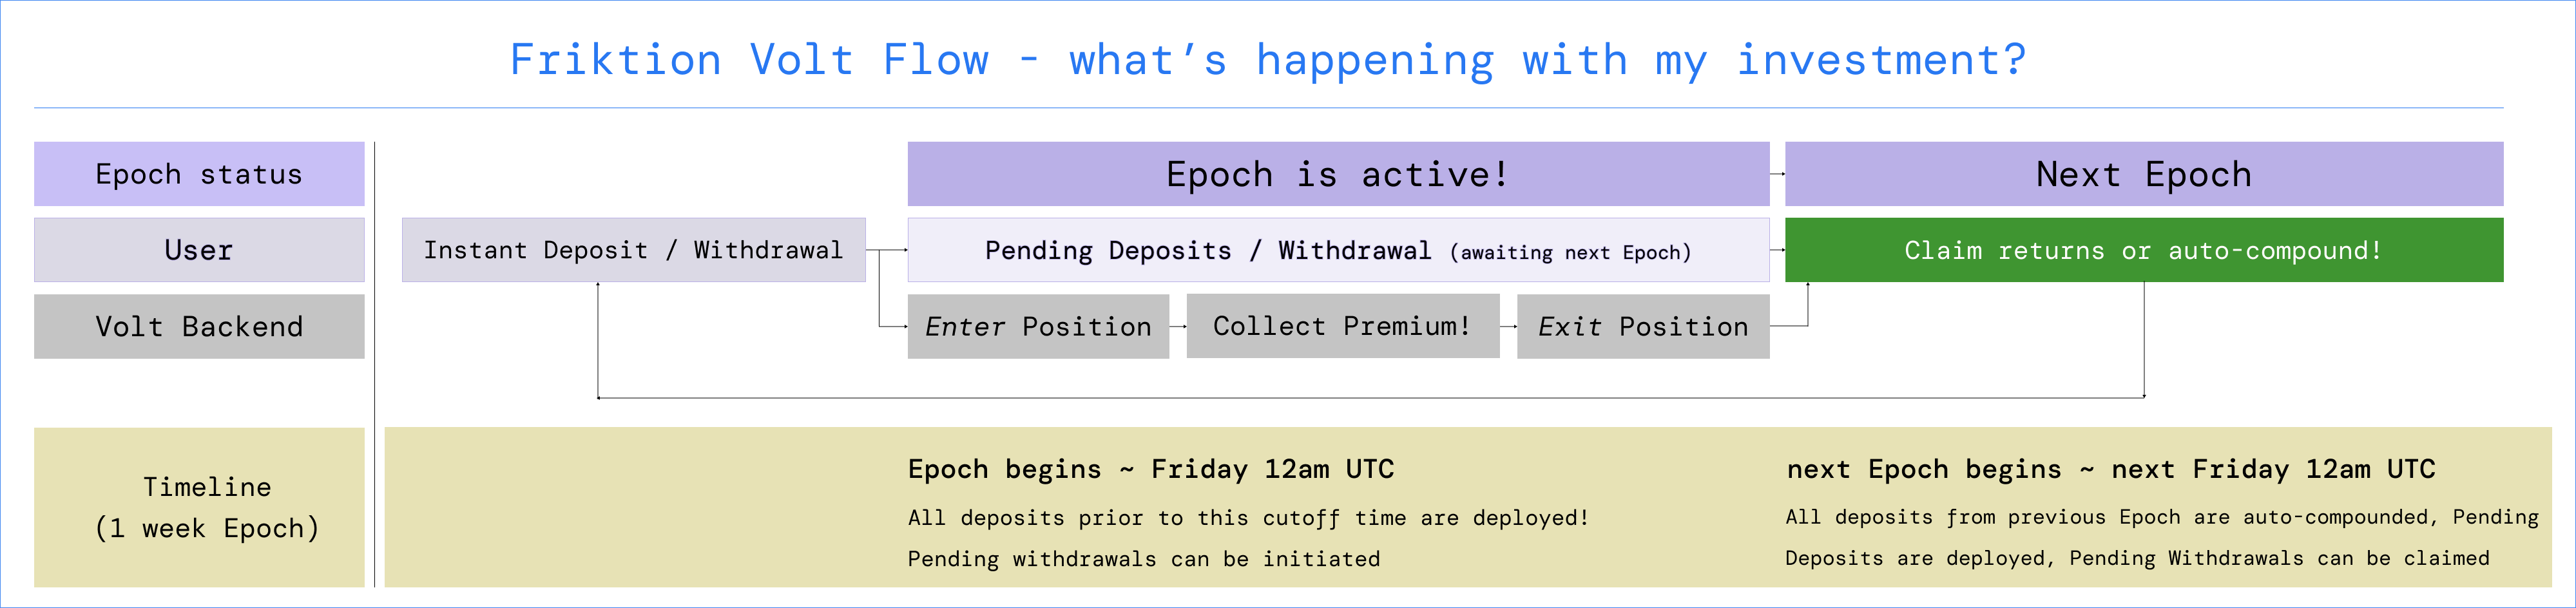 Friktion Volt Flow - what’s happening with my investment?
Epoch status
Epoch is active!
Next Epoch
User
Instant Deposit / Withdrawal
Pending Deposits / Withdrawal (awaiting next Epoch)
Claim returns or auto-compound!
Volt Backend
Enter Position
Collect Premium!
Exit Position
Timeline
(1 week Epoch)
Epoch begins ~ Friday 12am UTC
All deposits prior to this cutoff time are deployed!
Pending withdrawals can be initiated
next Epoch begins ~ next Friday 12am UTC
All deposits from previous Epoch are auto-compounded, Pending
Deposits are deployed, Pending Withdrawals can be claimed